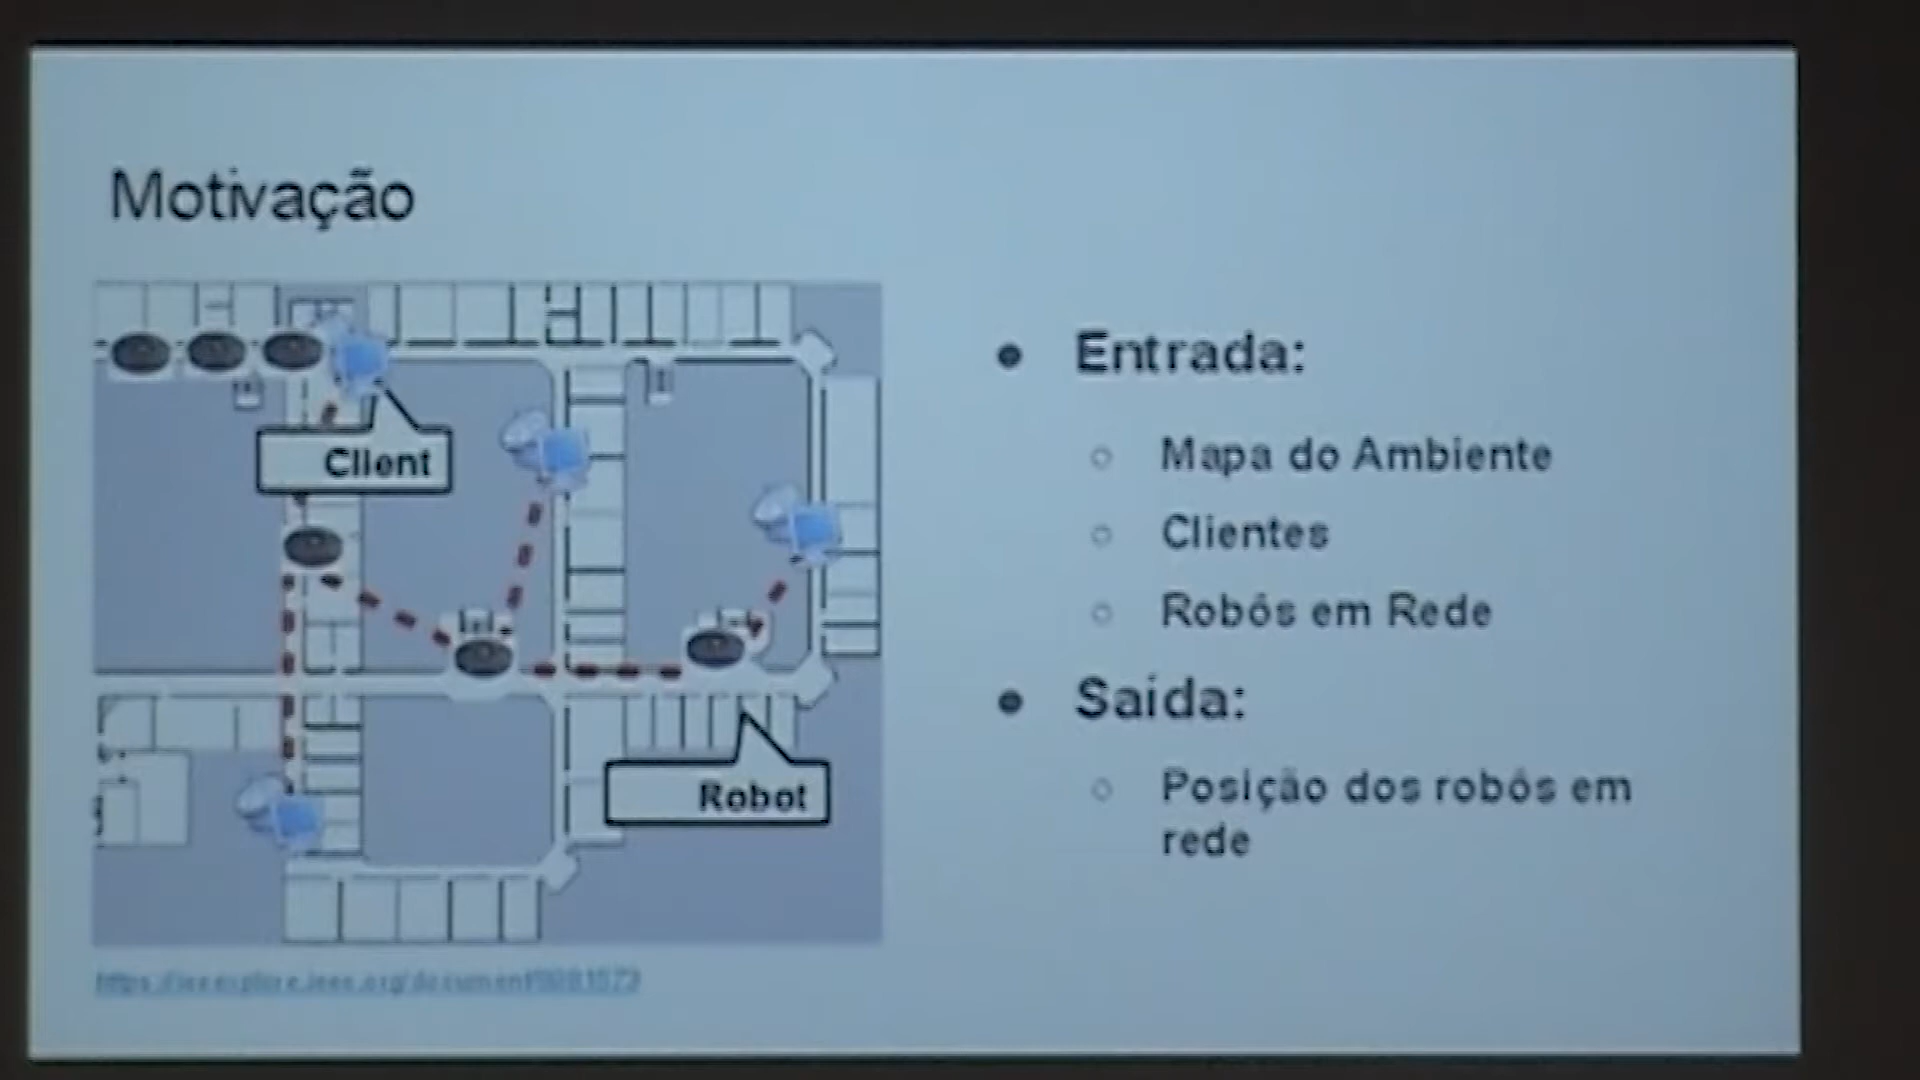 Motivação
Client
Robot
Entrada:
Mapa do Ambiente
Clientes
Robôs em Rede
Saída:
Posição dos robôs em
rede